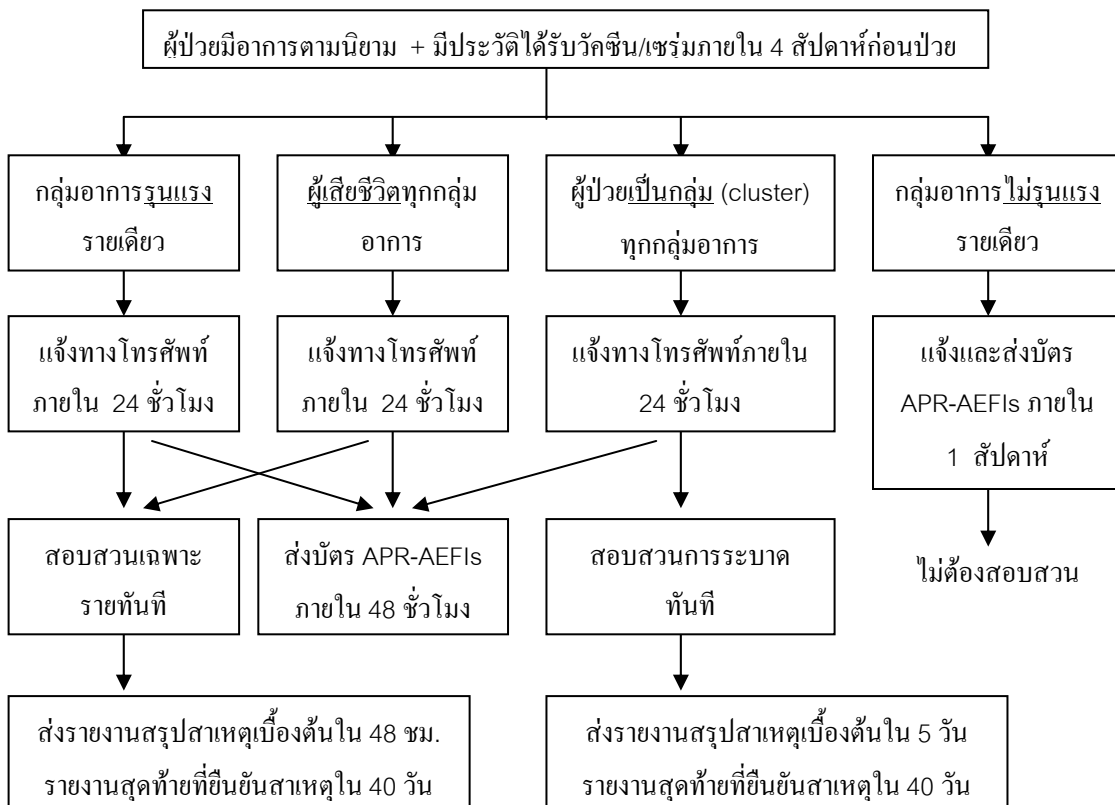 ผู้ป่วยมีอาการตามนิยาม + มีประวัติได้รับวัคซีน/เซรุ่มภายใน 4 สัปดาห์ก่อนป่วย
กลุ่มอาการรุนแรง
รายเดียว
ผู้เสียชีวิตทุกกลุ่ม
อาการ
ผู้ป่วยเป็นกลุ่ม (cluster)
ทุกกลุ่มอาการ
กลุ่มอาการไม่รุนแรง
รายเดียว
แจ้งทางโทรศัพท์
ภายใน 24 ชั่วโมง
แจ้งทางโทรศัพท์
ภายใน 24 ชั่วโมง
แจ้งทางโทรศัพท์ภายใน
24 ชั่วโมง
แจ้งและส่งบัตร
APR-AEFIs ภายใน
1 สัปดาห์
สอบสวนเฉพาะ
รายทันที
ส่งบัตร APR-AEFIs
ภายใน 48 ชั่วโมง
สอบสวนการระบาด
ทันที
ไม่ต้องสอบสวน
ส่งรายงานสรุปสาเหตุเบื้องต้นใน 48 ชม.
รายงานสุดท้ายที่ยืนยันสาเหตุใน 40 วัน
ส่งรายงานสรุปสาเหตุเบื้องต้นใน 5 วัน
รายงานสุดท้ายที่ยืนยันสาเหตุใน 40 วัน